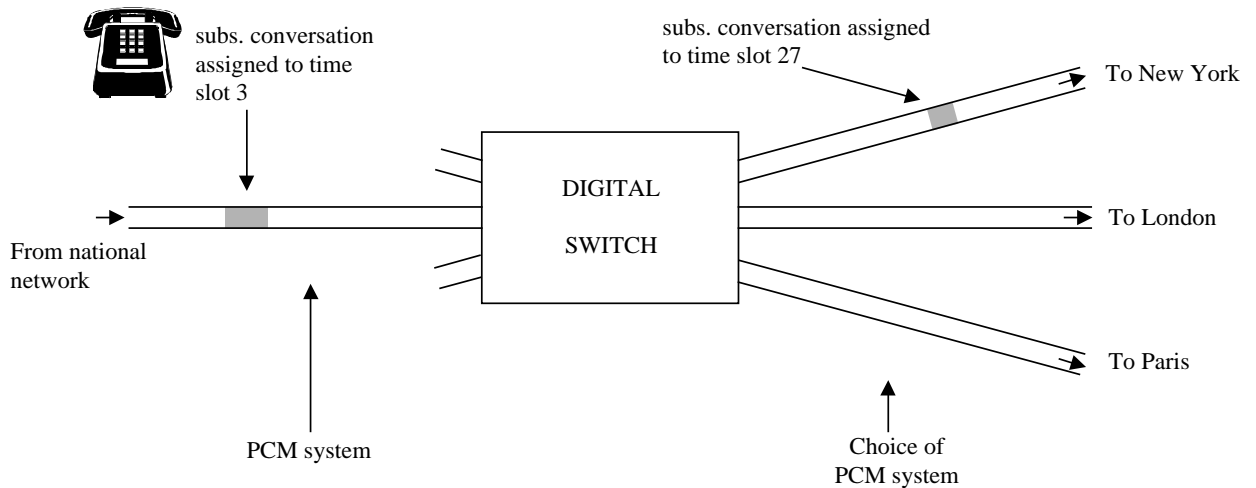 subs. conversation
assigned to time
slot 3
subs. conversation assigned
to time slot 27
To New York
DIGITAL
SWITCH
To London
From national
network
To Paris
PCM system
Choice of
PCM system